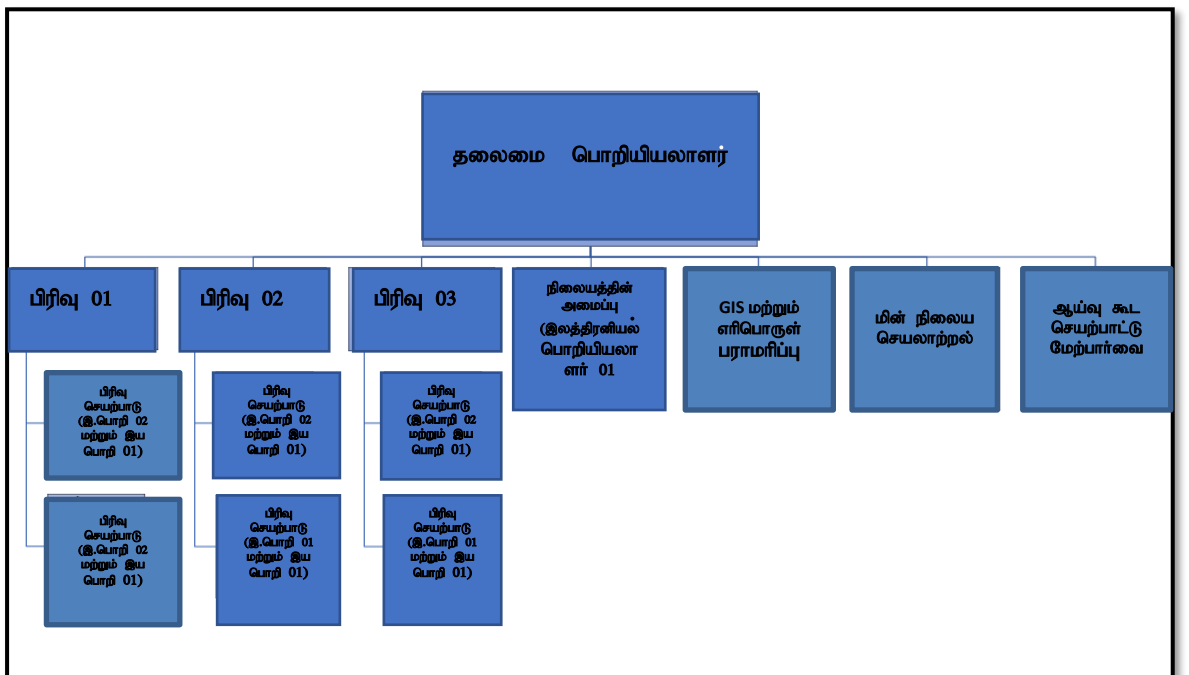 தலைமை பொறியியலாளர்
பிரிவு 01
பிரிவு 02
பிரிவு 03
நிலையத்தின்
அமைப்பு
(இலத்திரனியல்
பொறியியலா
ளர் 01
GIS மற்றும்
எரிபொருள்
பராமரிப்பு
மின் நிலைய
செயலாற்றல்
ஆய்வு கூட
செயற்பாட்டு
மேற்பார்வை
பிரிவு
செயற்பாடு
(இ.பொறி 02
மற்றும் இய
பொறி 01)
பிரிவு
செயற்பாடு
(இ.பொறி 02
மற்றும் இய
பொறி 01)
பிரிவு
செயற்பாடு
(இ.பொறி 02
மற்றும் இய
பொறி 01)
பிரிவு
செயற்பாடு
(இ.பொறி 02
மற்றும் இய
பொறி 01)
பிரிவு
செயற்பாடு
(இ.பொறி 01
மற்றும் இய
பொறி 01)
பிரிவு
செயற்பாடு
(இ.பொறி 01
மற்றும் இய
பொறி 01)